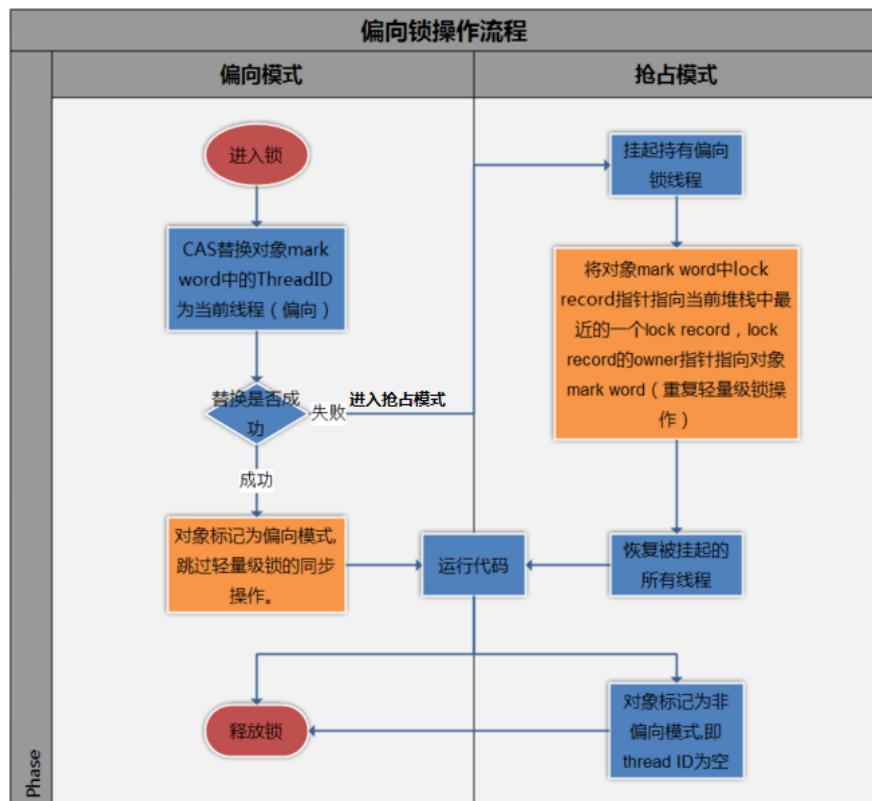 偏向锁操作流程
偏向模式
抢占模式
进入锁
CAS替换对象mark
word中的ThreadID
为当前线程（偏向）
替换是否成
功
失败
进入抢占模式
成功
对象标记为偏向模式,
跳过轻量级锁的同步
操作。
挂起持有偏向
锁线程
将对象mark word中lock
record指针指向当前堆栈中最
近的一个lock record，lock
record的owner指针指向对象
mark word（重复轻量级锁操
作）
恢复被挂起的
所有线程
运行代码
对象标记为非
偏向模式,即
thread ID为空
释放锁
Phase